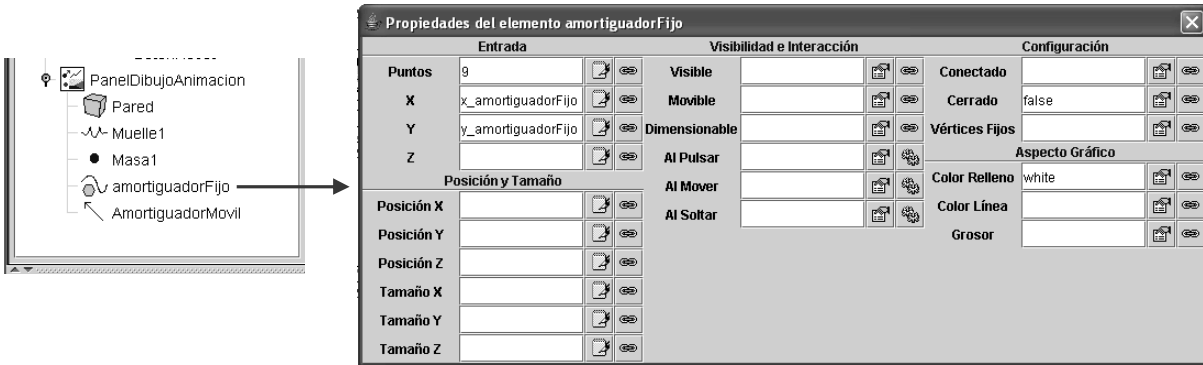 PanelDibujoAnimacion
Pared
Muelle1
Masa1
amortiguadorFijo
AmortiguadorMovil
Propiedades del elemento amortiguadorFijo
Entrada
Puntos 9
X x_amortiguadorFijo
Y y_amortiguadorFijo
Z
Posición y Tamaño
Posición X
Posición Y
Posición Z
Tamaño X
Tamaño Y
Tamaño Z
Visibilidad e Interacción
Visible
Movible
Dimensionable
Al Pulsar
Al Mover
Al Soltar
Configuración
Conectado
Cerrado false
Vértices Fijos
Aspecto Gráfico
Color Relleno white
Color Línea
Grosor